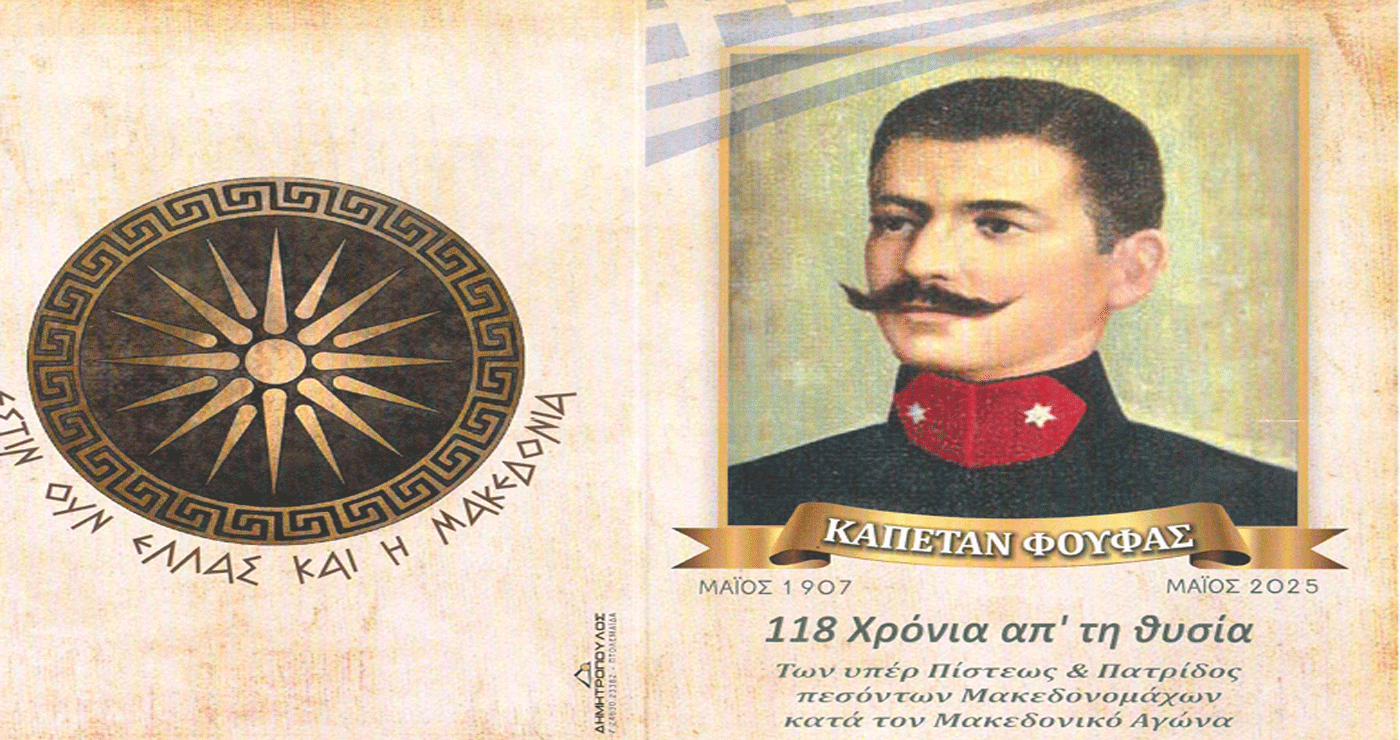 ΕΣΤΙΝ ΟΥΝ ΕΛΛΑΣ ΚΑΙ Η ΜΑΚΕΔΟΝΙΑ
ΔΗΜΗΤΡΟΠΟΥΛΟΣ
ΚΑΠΕΤΑΝ ΦΟΥΦΑΣ
ΜΑΪΟΣ 1907
ΜΑΪΟΣ 2025
118 Χρόνια απ' τη θυσία
Των υπέρ Πίστεως & Πατρίδος
πεσόντων Μακεδονομάχων
κατά τον Μακεδονικό Αγώνα